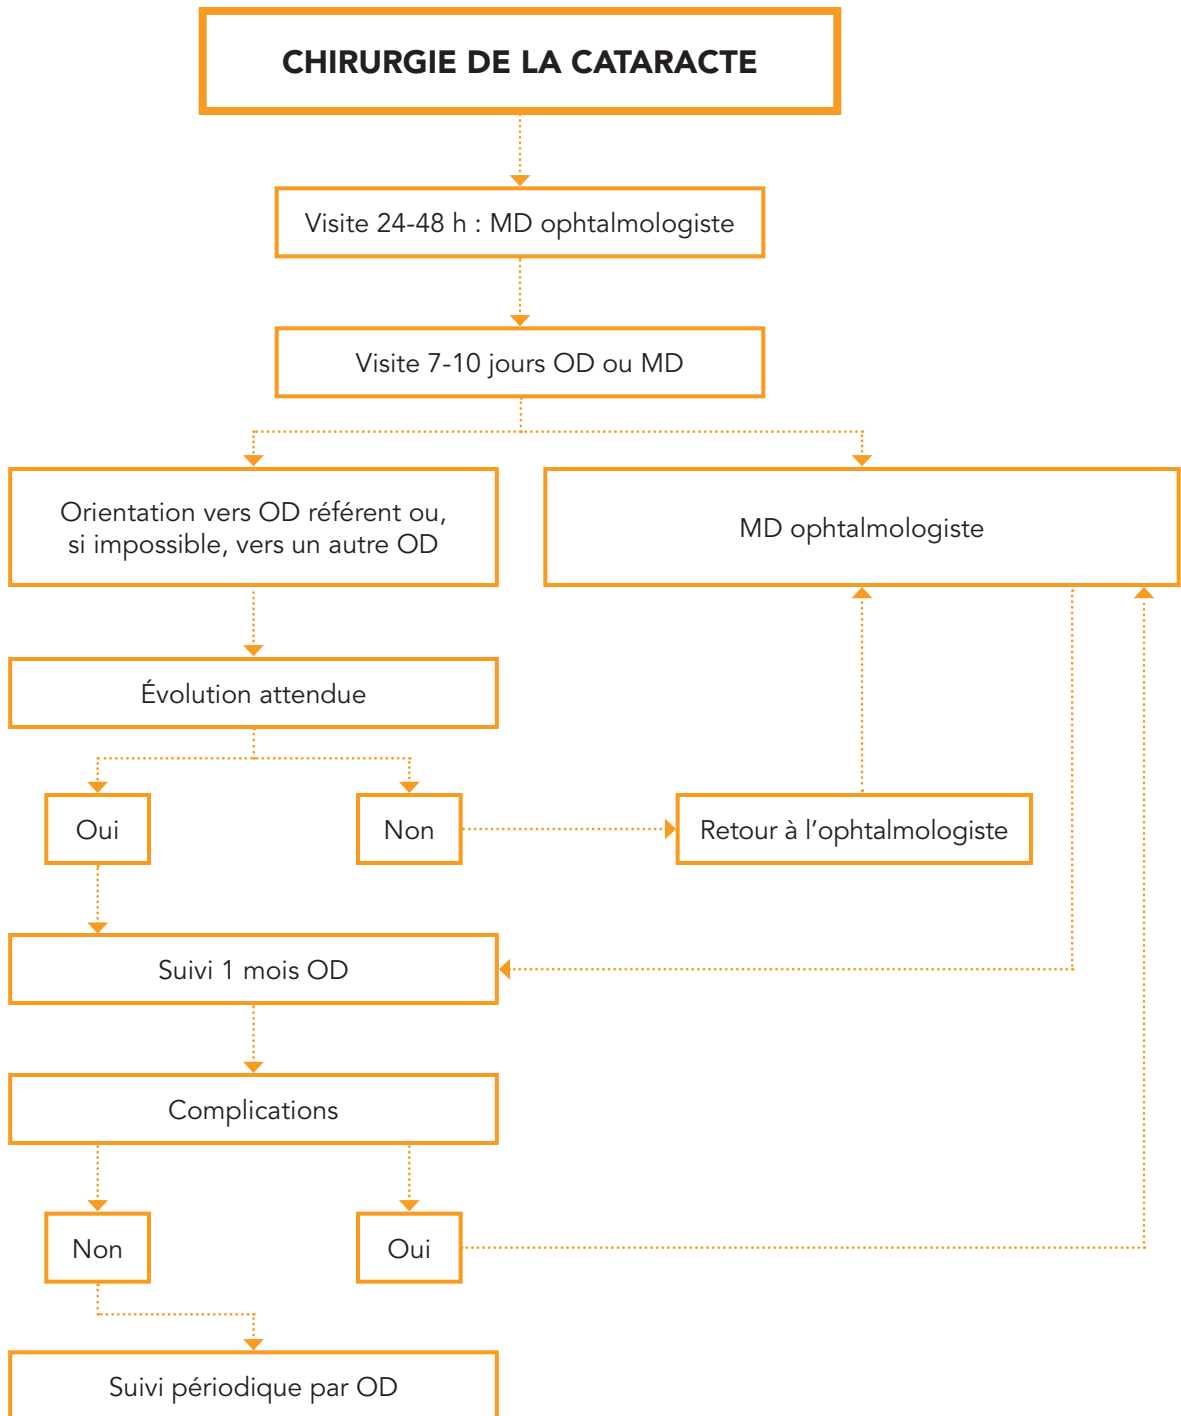 CHIRURGIE DE LA CATARACTE
Visite 24-48 h : MD ophtalmologiste
Visite 7-10 jours OD ou MD
Orientation vers OD référent ou,
si impossible, vers un autre OD
MD ophtalmologiste
Évolution attendue
Oui
Non
Retour à l’ophtalmologiste
Suivi 1 mois OD
Complications
Non
Oui
Suivi périodique par OD